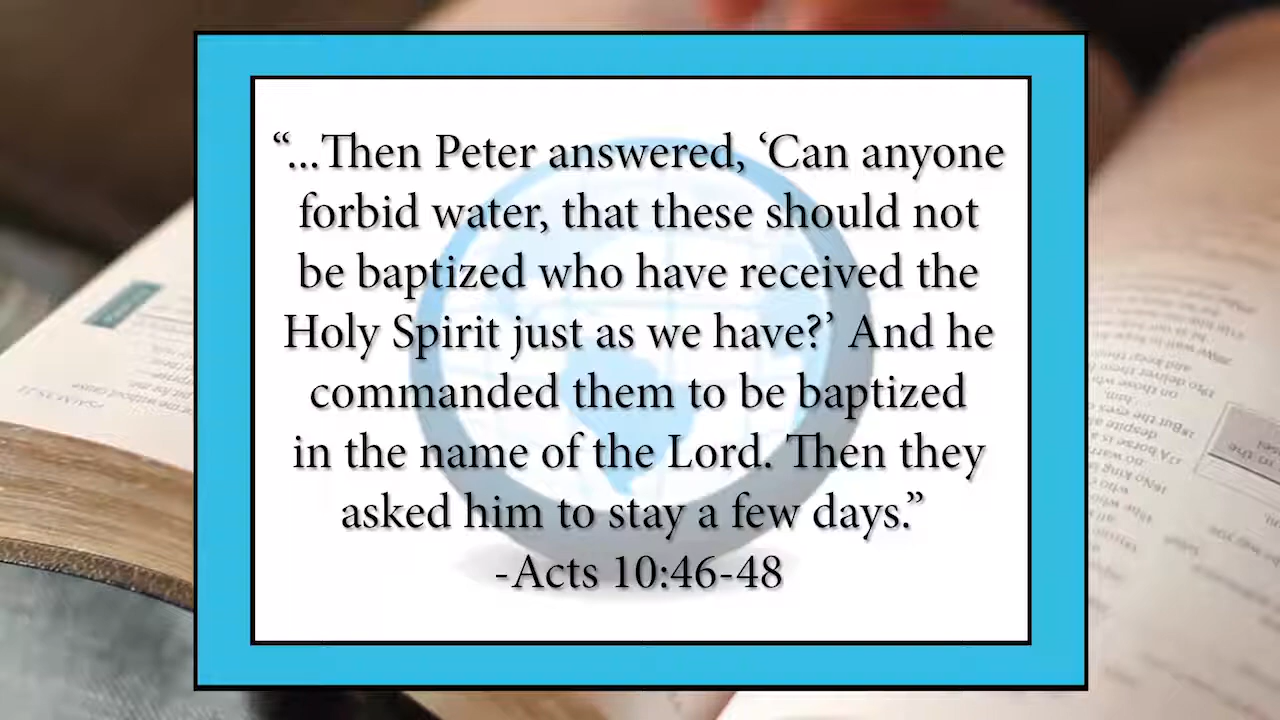 “...Then Peter answered, ‘Can anyone
forbid water, that these should not
be baptized who have received the
Holy Spirit just as we have?’ And he
commanded them to be baptized
in the name of the Lord. Then they
asked him to stay a few days.”
-Acts 10:46-48